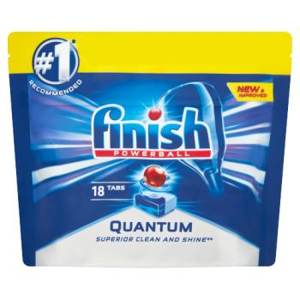 #1
RECOMMENDED
NEW &
IMPROVED
finish
POWERBALL
18 TABS
QUANTUM
SUPERIOR CLEAN AND SHINE**